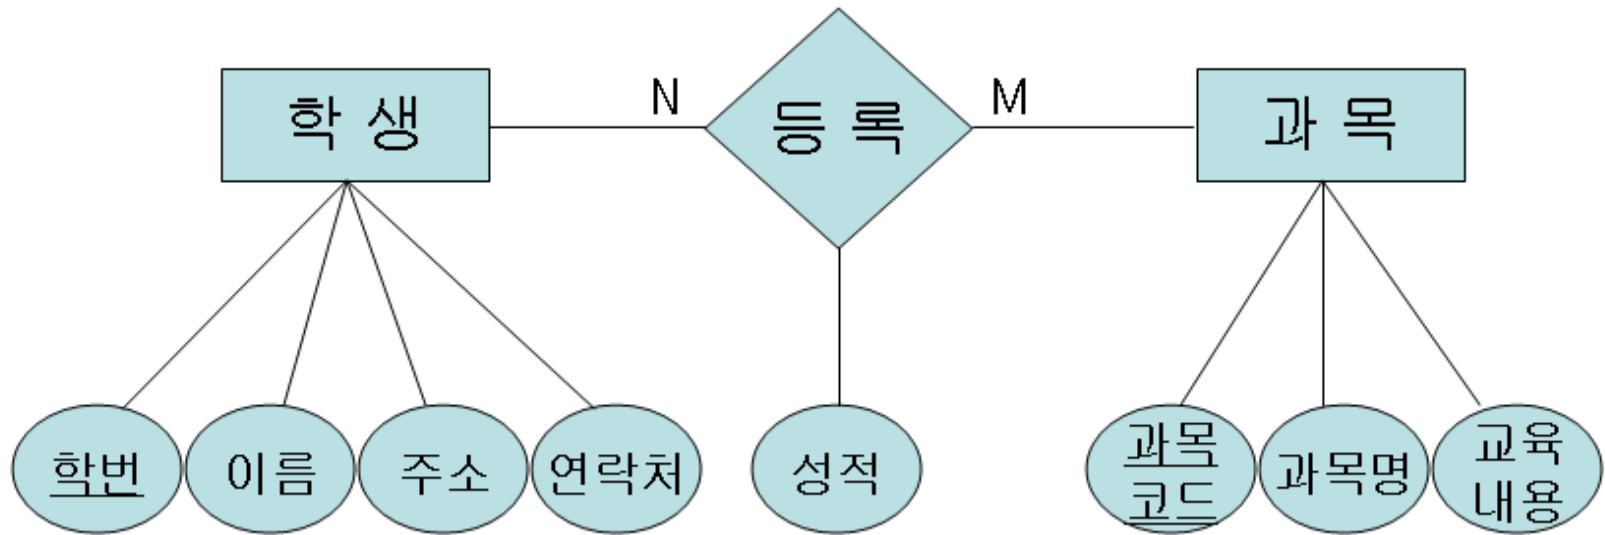 학 생
N
등 록
M
과 목
학번
이름
주소
연락처
성적
과목
코드
과목명
교육
내용